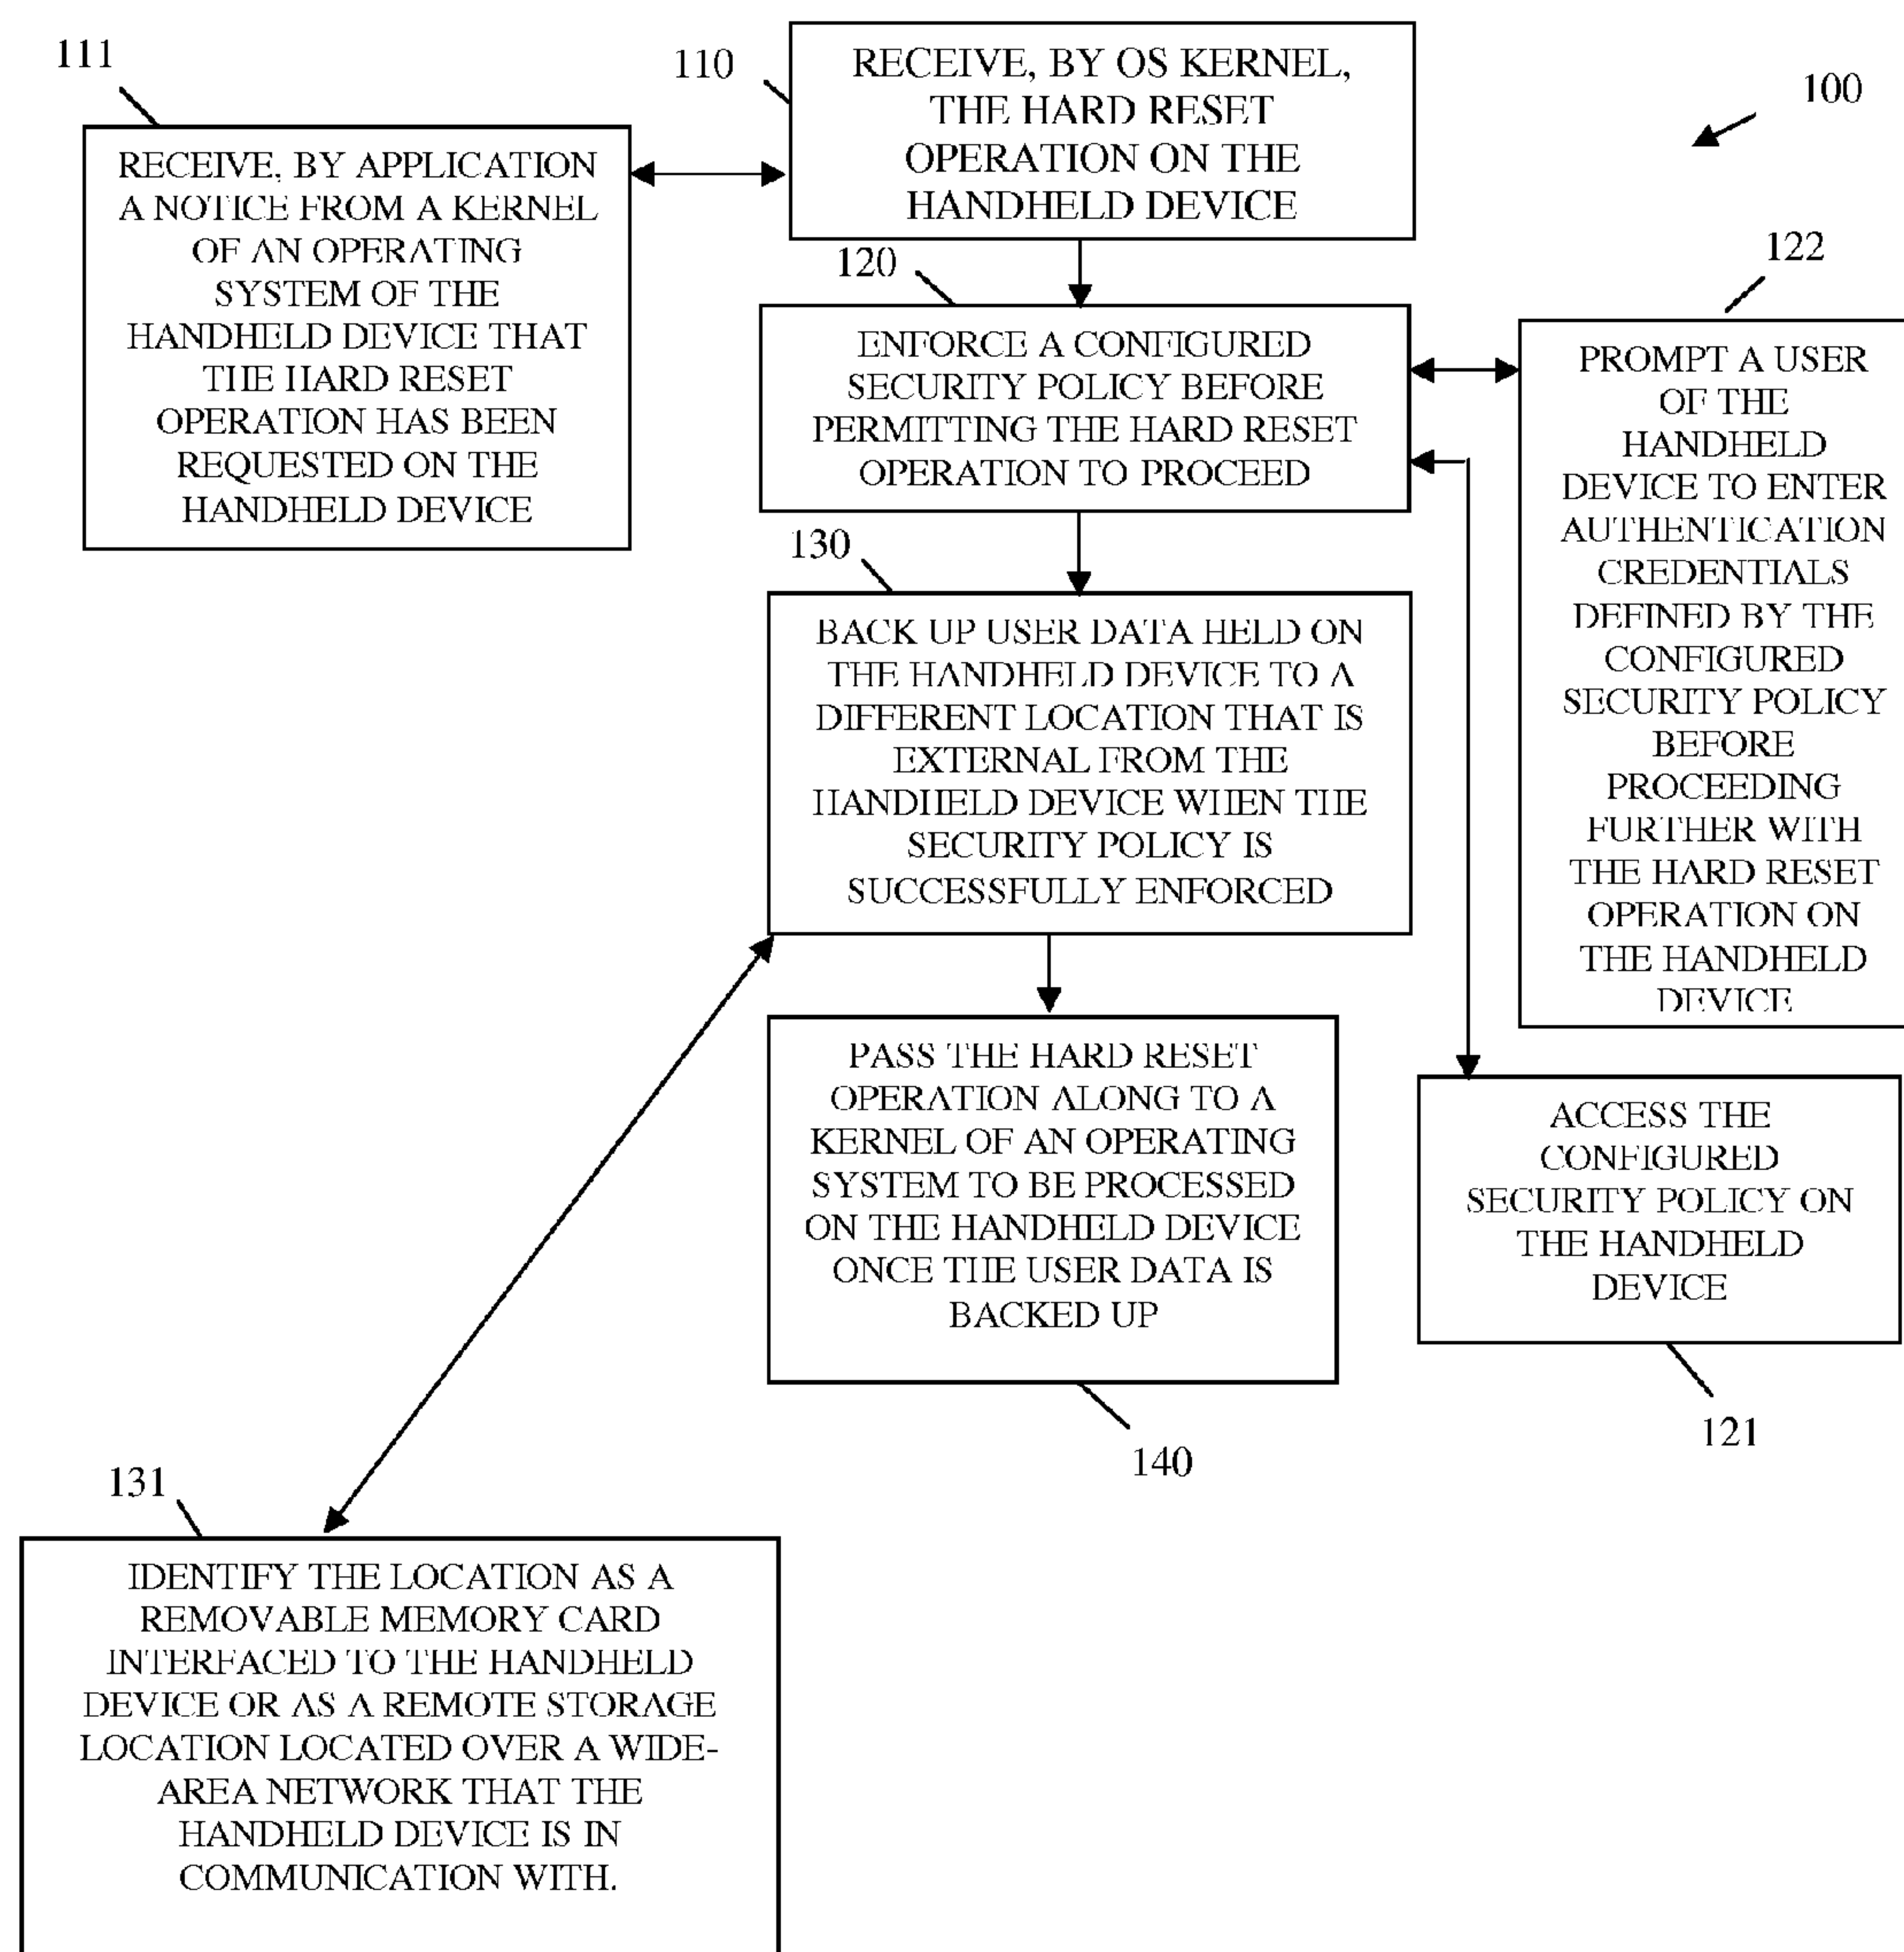 100
110
RECEIVE, BY OS KERNEL,
THE HARD RESET
OPERATION ON THE
HANDHELD DEVICE
111
RECEIVE, BY APPLICATION
A NOTICE FROM A KERNEL
OF AN OPERATING
SYSTEM OF THE
HANDHELD DEVICE THAT
THE HARD RESET
OPERATION HAS BEEN
REQUESTED ON THE
HANDHELD DEVICE
120
ENFORCE A CONFIGURED
SECURITY POLICY BEFORE
PERMITTING THE HARD RESET
OPERATION TO PROCEED
122
PROMPT A USER
OF THE
HANDHELD
DEVICE TO ENTER
AUTHENTICATION
CREDENTIALS
DEFINED BY THE
CONFIGURED
SECURITY POLICY
BEFORE
PROCEEDING
FURTHER WITH
THE HARD RESET
OPERATION ON
THE HANDHELD
DEVICE
130
BACK UP USER DATA HELD ON
THE HANDHELD DEVICE TO A
DIFFERENT LOCATION THAT IS
EXTERNAL FROM THE
HANDHELD DEVICE WHEN THE
SECURITY POLICY IS
SUCCESSFULLY ENFORCED
PASS THE HARD RESET
OPERATION ALONG TO A
KERNEL OF AN OPERATING
SYSTEM TO BE PROCESSED
ON THE HANDHELD DEVICE
ONCE THE USER DATA IS
BACKED UP
140
ACCESS THE
CONFIGURED
SECURITY POLICY ON
THE HANDHELD
DEVICE
121
131
IDENTIFY THE LOCATION AS A
REMOVABLE MEMORY CARD
INTERFACED TO THE HANDHELD
DEVICE OR AS A REMOTE STORAGE
LOCATION LOCATED OVER A WIDE-
AREA NETWORK THAT THE
HANDHELD DEVICE IS IN
COMMUNICATION WITH.